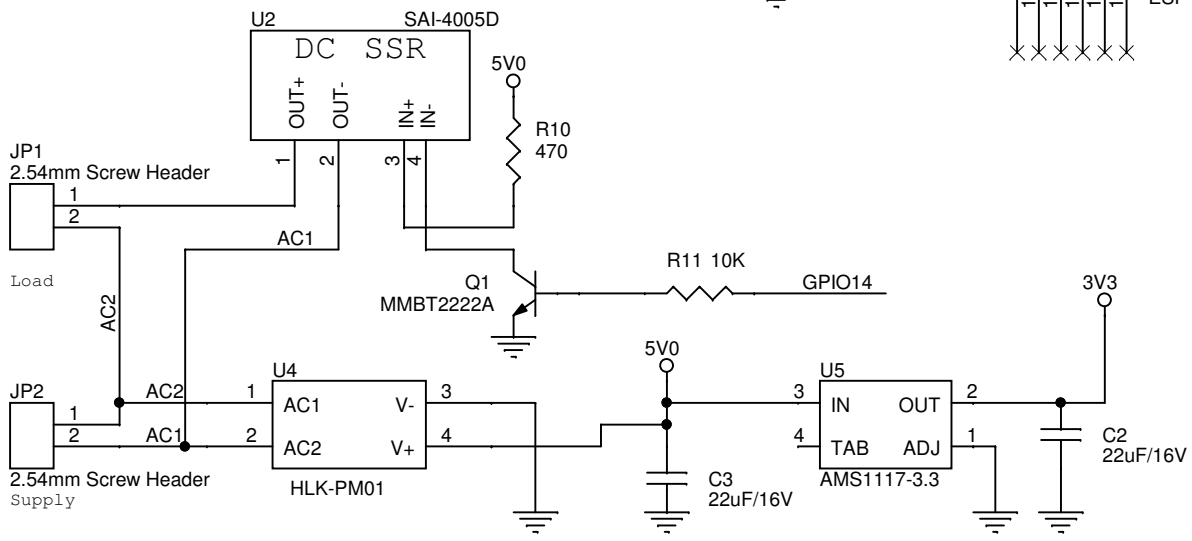 U2 SAI-4005D
DC SSR
OUT+ OUT- IN+ IN-
1 2 3 4
5V0
R10
470
JP1
2.54mm Screw Header
1
2
Load
AC1
AC2
Q1
MMBT2222A
R11 10K
GPIO14
3V3
5V0
JP2
1
2
2.54mm Screw Header
Supply
AC2
AC1
U4
1 AC1 V- 3
2 AC2 V+ 4
HLK-PM01
C3
22uF/16V
U5
3 IN OUT 2
4 TAB ADJ 1
AMS1117-3.3
C2
22uF/16V